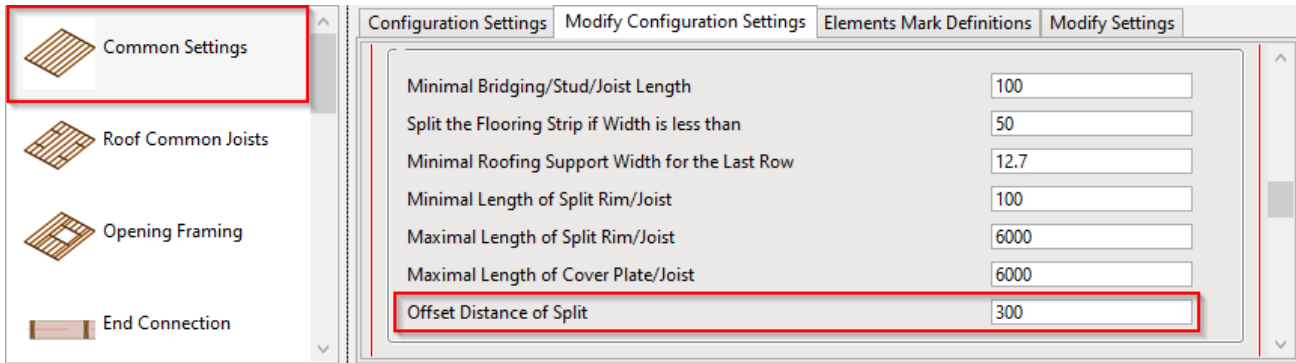 Common Settings
Roof Common Joists
Opening Framing
End Connection
Configuration Settings
Modify Configuration Settings
Elements Mark Definitions
Modify Settings
Minimal Bridging/Stud/Joist Length 100
Split the Flooring Strip if Width is less than 50
Minimal Roofing Support Width for the Last Row 12.7
Minimal Length of Split Rim/Joist 100
Maximal Length of Split Rim/Joist 6000
Maximal Length of Cover Plate/Joist 6000
Offset Distance of Split 300